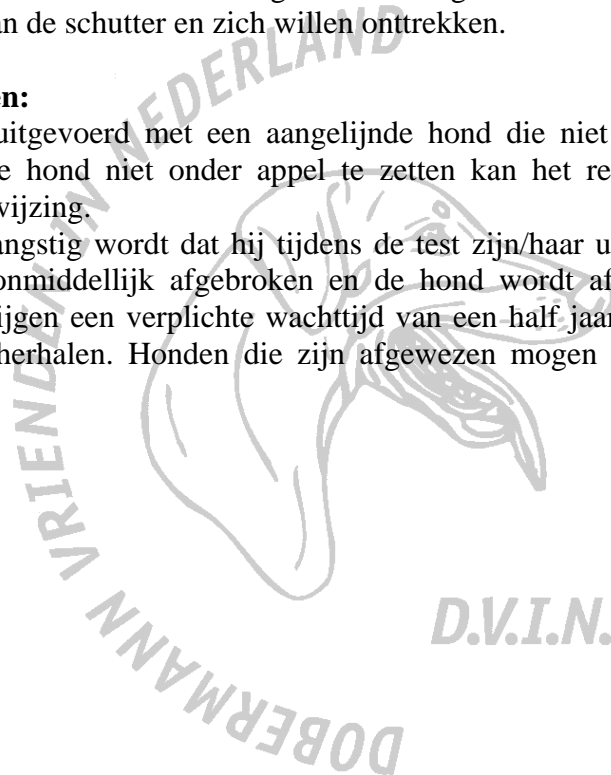 an de schutter en zich willen onttrekken.
en:
uitgevoerd met een aangelijnde hond die niet
e hond niet onder appel te zetten kan het re
wijzing.
angstig wordt dat hij tijdens de test zijn/haar u
onmiddellijk afgebroken en de hond wordt af
ijgen een verplichte wachttijd van een half jaar
herhalen. Honden die zijn afgewezen mogen
DOBERMANN VRIENDEN IN NEDERLAND
D.V.I.N.